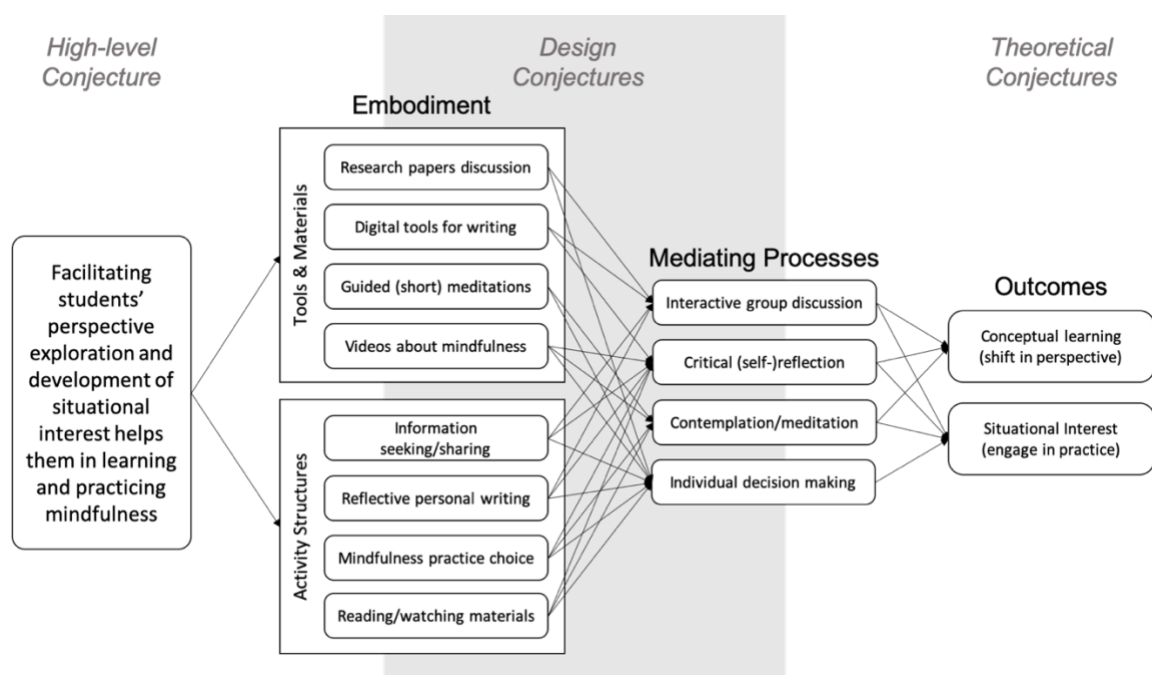 High-level
Conjecture
Design
Conjectures
Theoretical
Conjectures
Embodiment
Facilitating
students’
perspective
exploration and
development of
situational
interest helps
them in learning
and practicing
mindfulness
Tools & Materials
Research papers discussion
Digital tools for writing
Guided (short) meditations
Videos about mindfulness
Activity Structures
Information
seeking/sharing
Reflective personal writing
Mindfulness practice choice
Reading/watching materials
Mediating Processes
Interactive group discussion
Critical (self-)reflection
Contemplation/meditation
Individual decision making
Outcomes
Conceptual learning
(shift in perspective)
Situational Interest
(engage in practice)